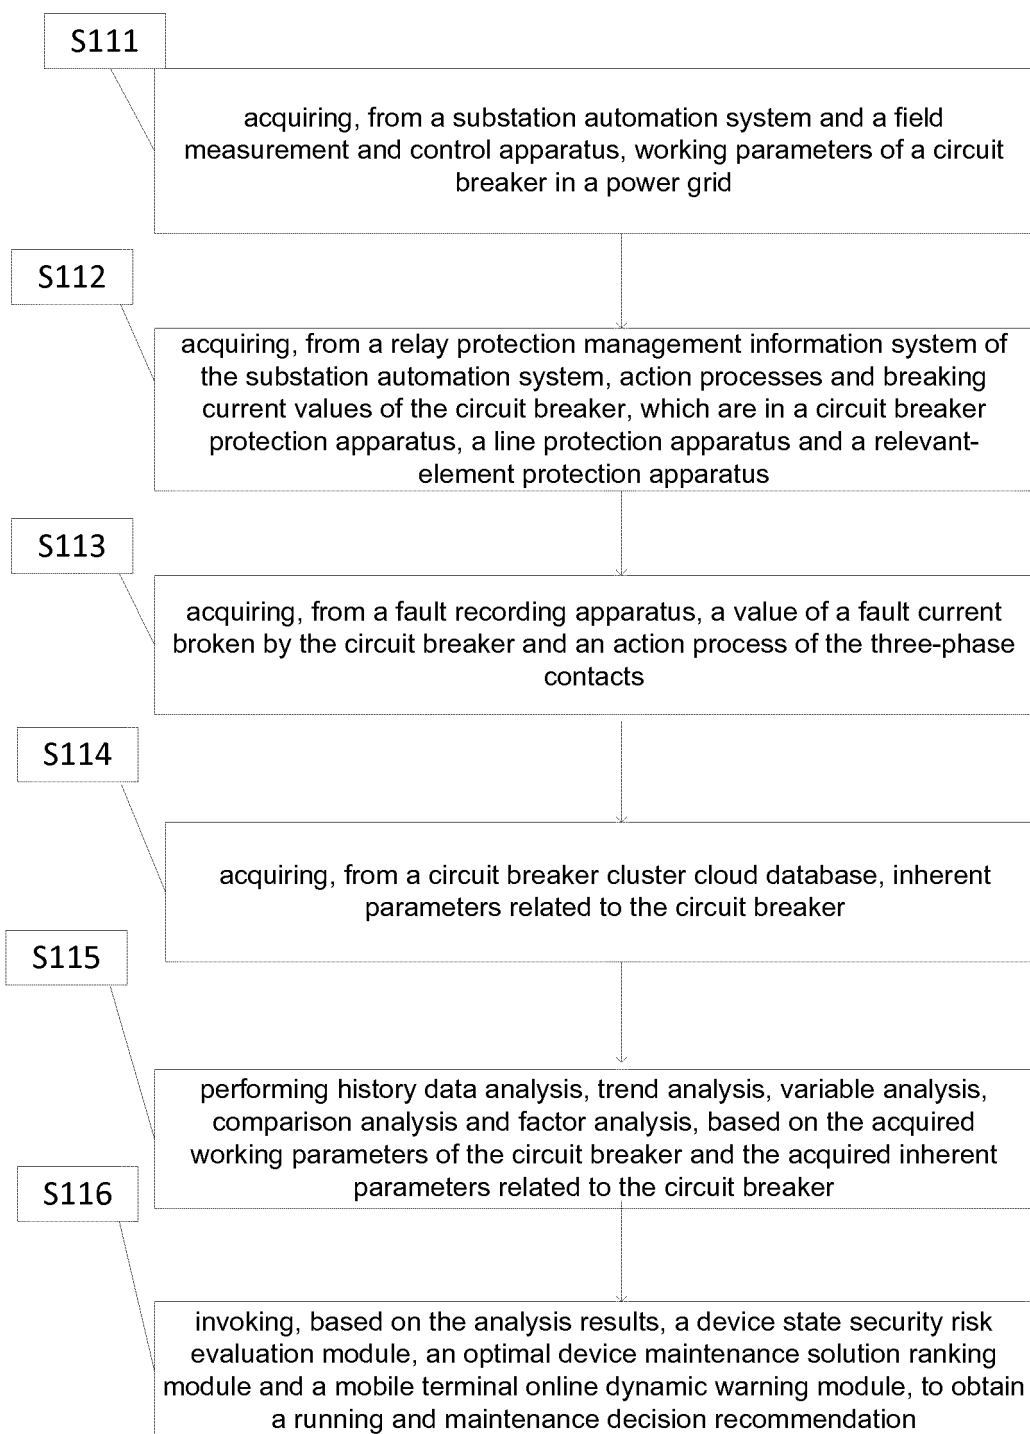 S111
acquiring, from a substation automation system and a field
measurement and control apparatus, working parameters of a circuit
breaker in a power grid
S112
acquiring, from a relay protection management information system of
the substation automation system, action processes and breaking
current values of the circuit breaker, which are in a circuit breaker
protection apparatus, a line protection apparatus and a relevant-
element protection apparatus
S113
acquiring, from a fault recording apparatus, a value of a fault current
broken by the circuit breaker and an action process of the three-phase
contacts
S114
acquiring, from a circuit breaker cluster cloud database, inherent
parameters related to the circuit breaker
S115
performing history data analysis, trend analysis, variable analysis,
comparison analysis and factor analysis, based on the acquired
working parameters of the circuit breaker and the acquired inherent
parameters related to the circuit breaker
S116
invoking, based on the analysis results, a device state security risk
evaluation module, an optimal device maintenance solution ranking
module and a mobile terminal online dynamic warning module, to obtain
a running and maintenance decision recommendation